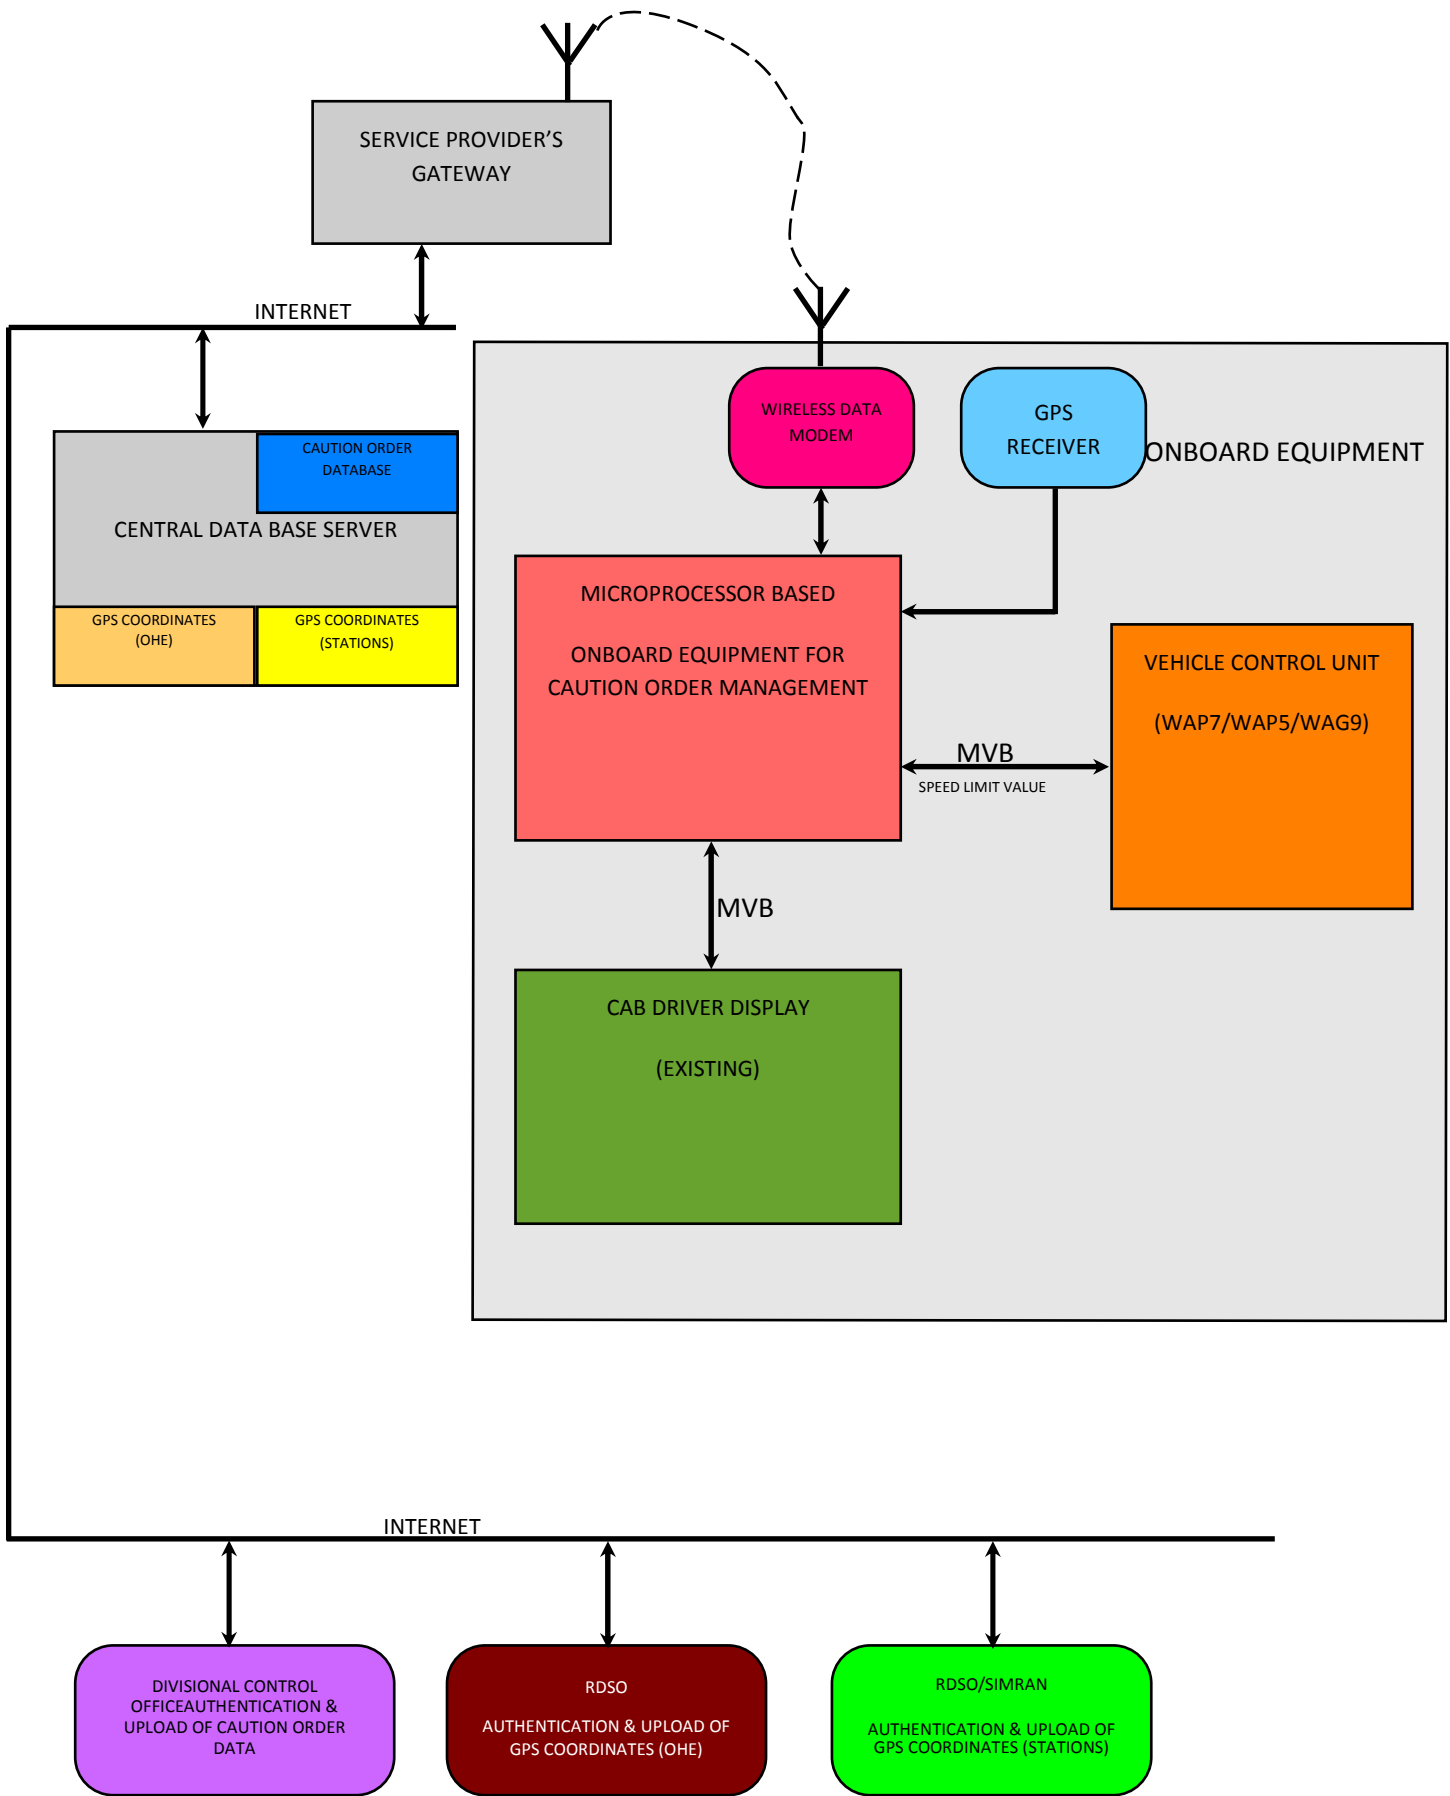 SERVICE PROVIDER’S
GATEWAY
INTERNET
CAUTION ORDER
DATABASE
CENTRAL DATA BASE SERVER
GPS COORDINATES
(OHE)
GPS COORDINATES
(STATIONS)
WIRELESS DATA
MODEM
GPS
RECEIVER
ONBOARD EQUIPMENT
MICROPROCESSOR BASED
ONBOARD EQUIPMENT FOR
CAUTION ORDER MANAGEMENT
VEHICLE CONTROL UNIT
(WAP7/WAP5/WAG9)
MVB
SPEED LIMIT VALUE
MVB
CAB DRIVER DISPLAY
(EXISTING)
INTERNET
DIVISIONAL CONTROL
OFFICEAUTHENTICATION &
UPLOAD OF CAUTION ORDER
DATA
RDSO
AUTHENTICATION & UPLOAD OF
GPS COORDINATES (OHE)
RDSO/SIMRAN
AUTHENTICATION & UPLOAD OF
GPS COORDINATES (STATIONS)